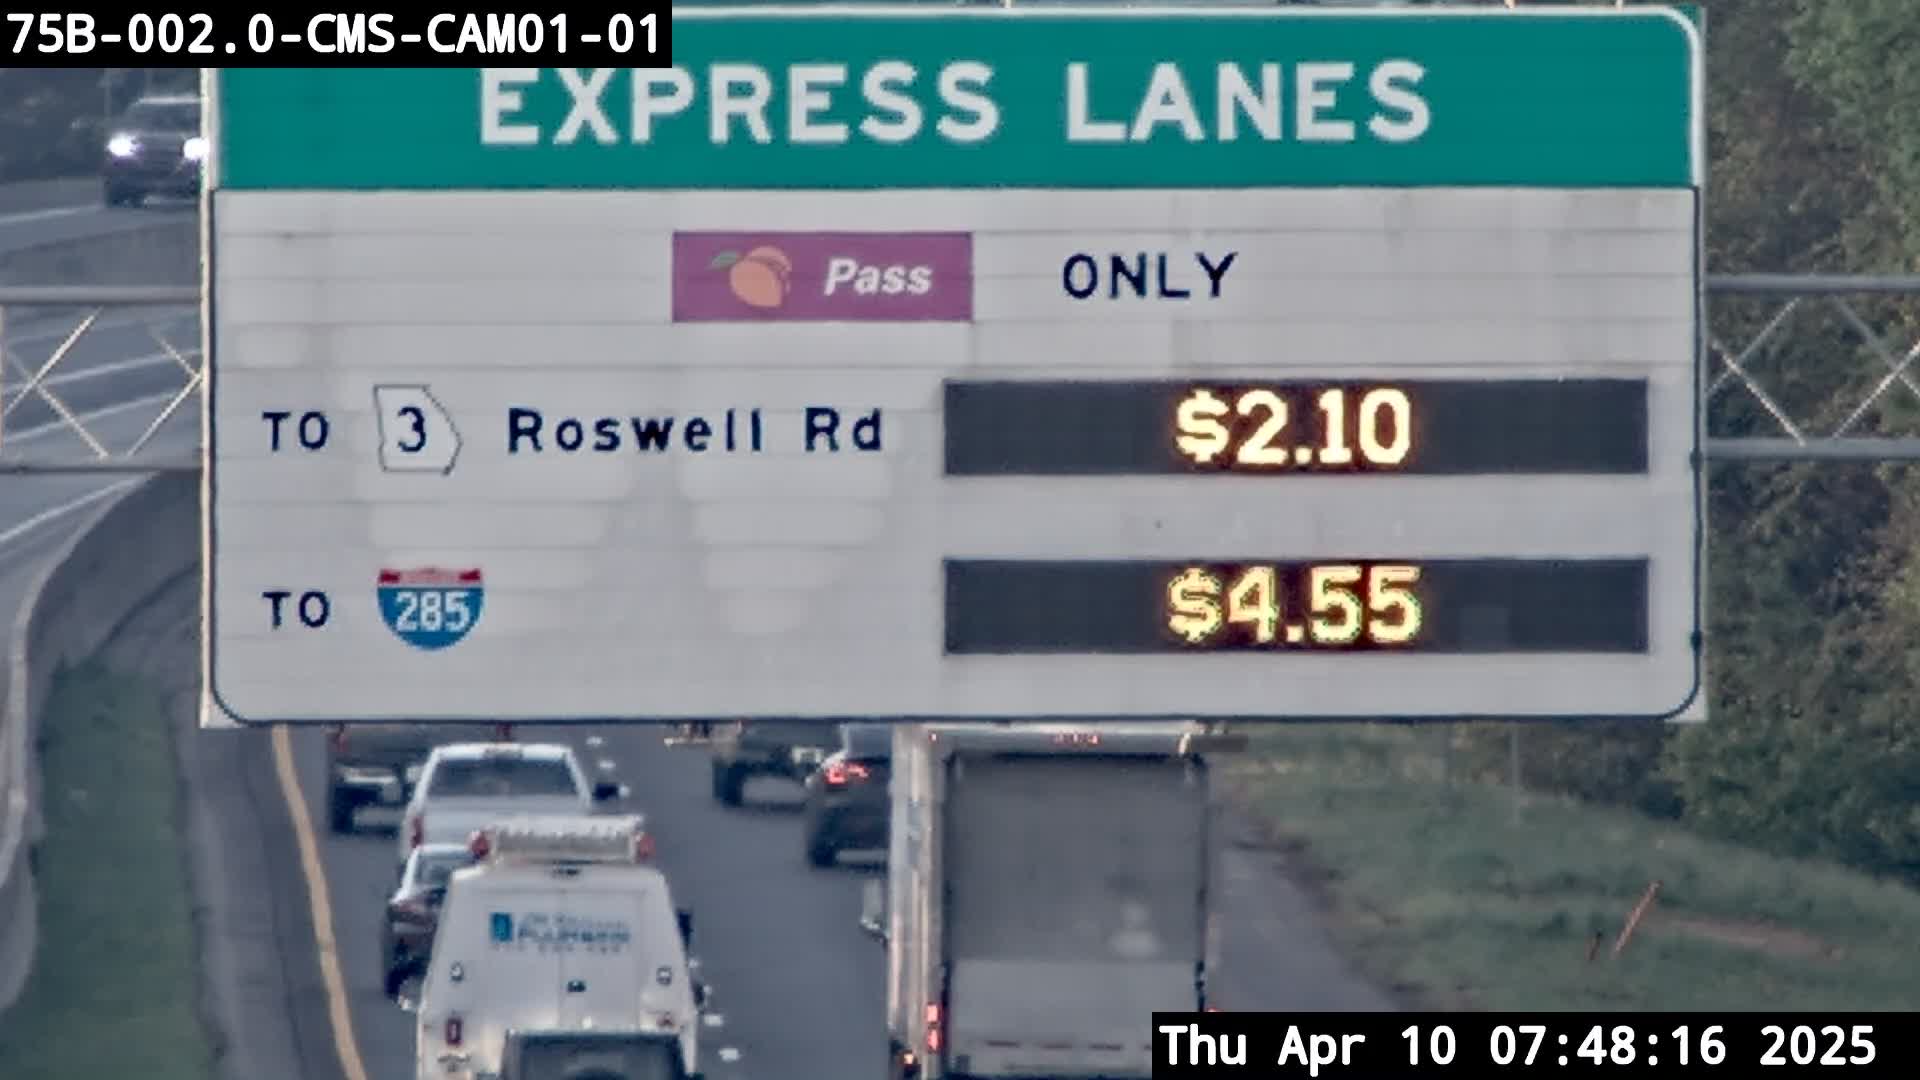 75B-002.0-CMS-CAM01-01
EXPRESS LANES
Pass ONLY
TO 3 Roswell Rd $2.10
TO 285 $4.55
PLUMBING
Thu Apr 10 07:48:16 2025